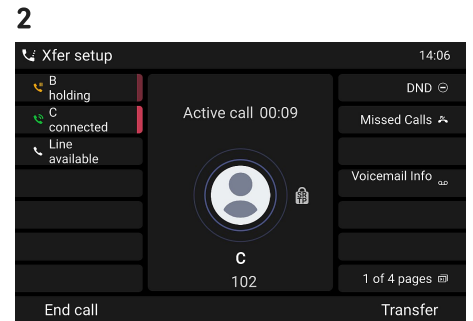 2
Xfer setup 14:06
B
holding
C
connected
Line
available
Active call 00:09
SRTP
C
102
DND
Missed Calls
Voicemail Info
1 of 4 pages
End call Transfer